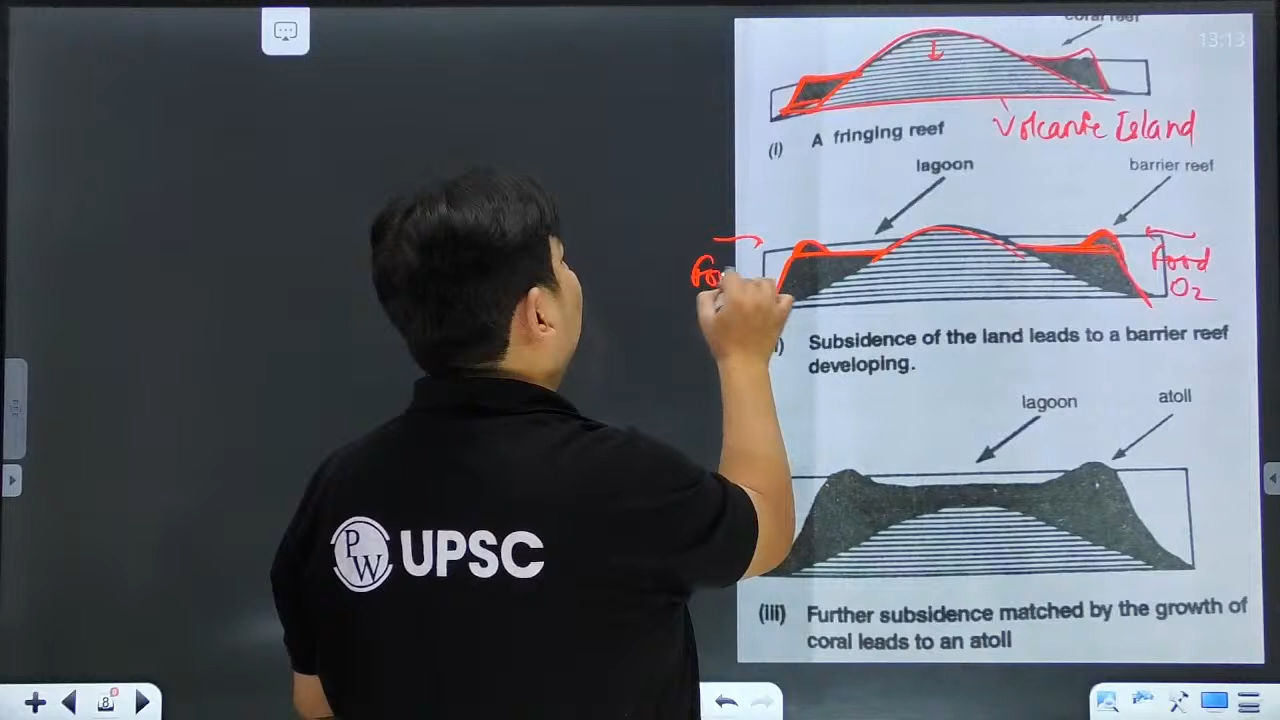 coral reef
13:13
Volcanic Island
(i) A fringing reef
lagoon
barrier reef
Food
O2
Subsidence of the land leads to a barrier reef
developing.
lagoon
atoll
PW UPSC
(iii) Further subsidence matched by the growth of
coral leads to an atoll
8